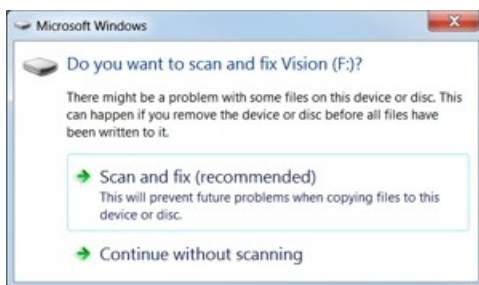 Microsoft Windows
Do you want to scan and fix Vision (F:)?
There might be a problem with some files on this device or disc. This
can happen if you remove the device or disc before all files have
been written to it.
Scan and fix (recommended)
This will prevent future problems when copying files to this
device or disc.
Continue without scanning